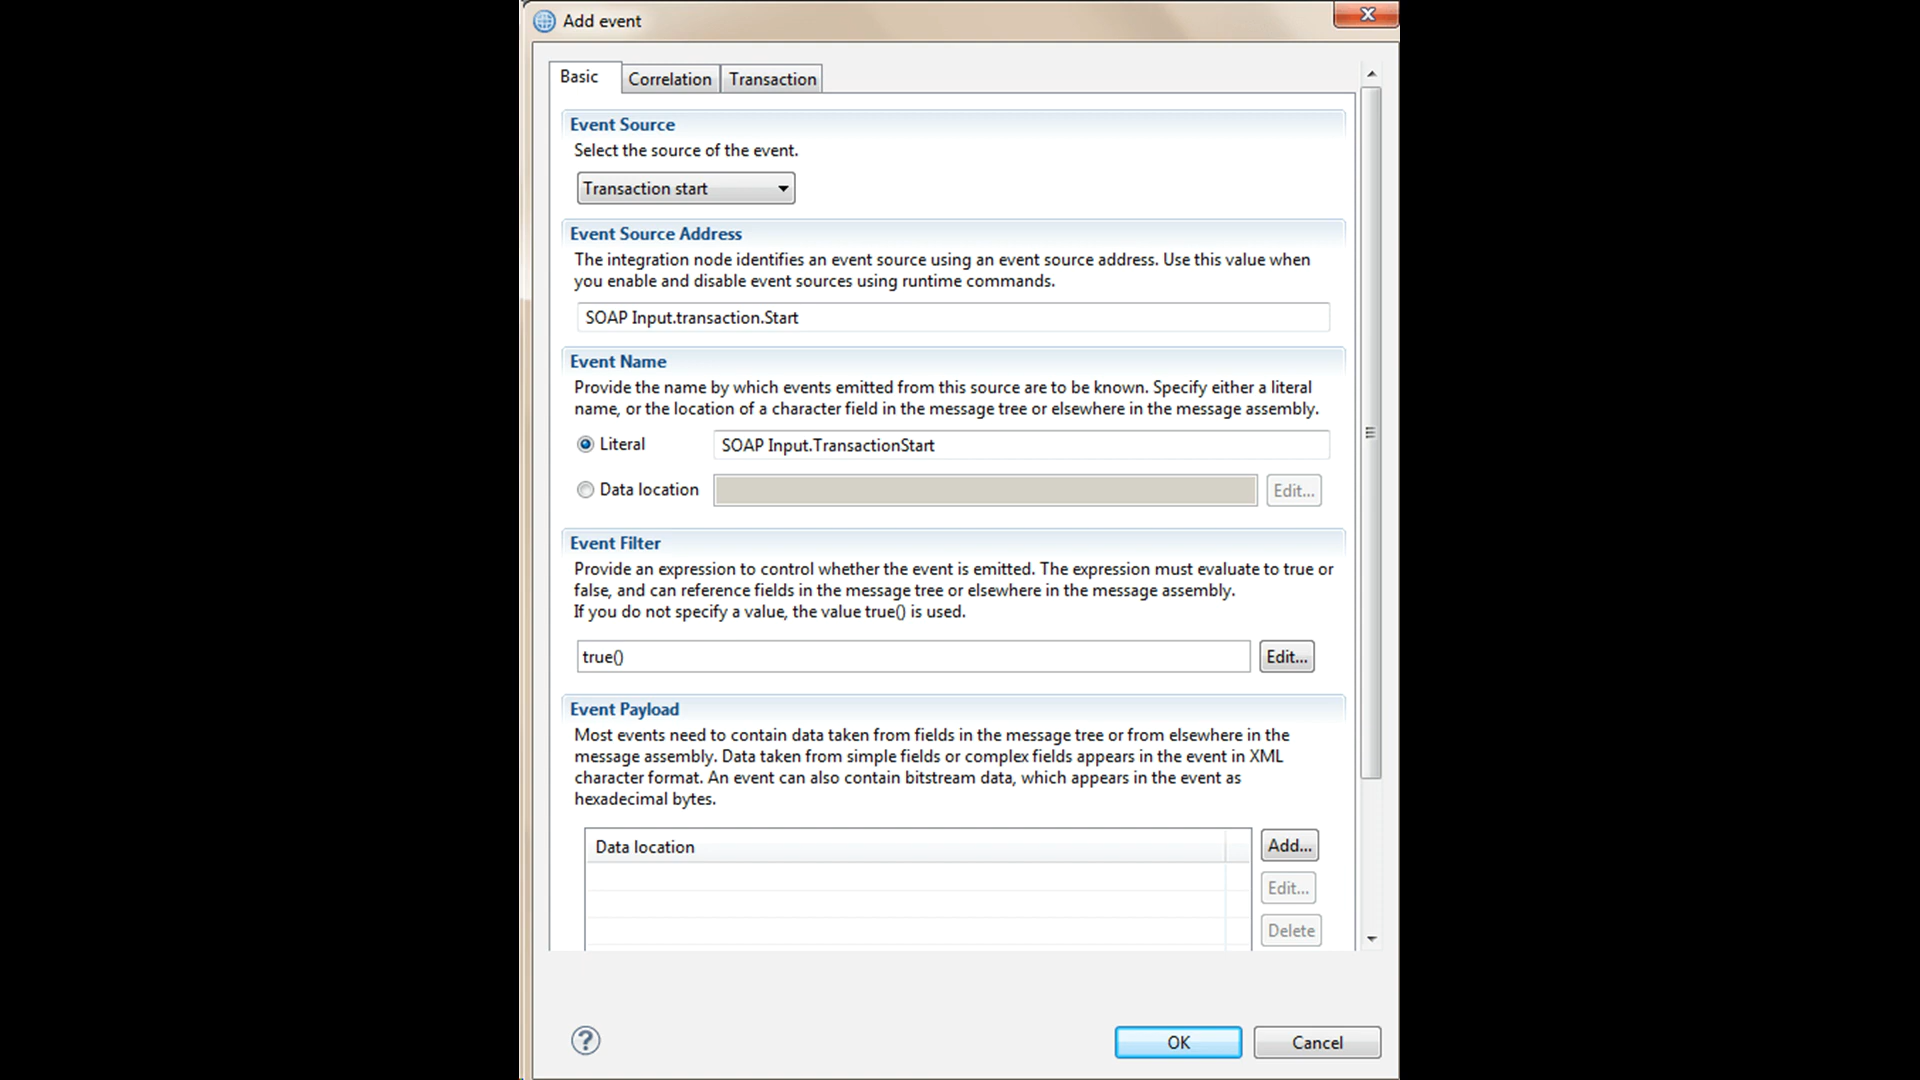 Add event
Basic
Correlation
Transaction
Event Source
Select the source of the event.
Transaction start
Event Source Address
The integration node identifies an event source using an event source address. Use this value when
you enable and disable event sources using runtime commands.
SOAP Input.transaction.Start
Event Name
Provide the name by which events emitted from this source are to be known. Specify either a literal
name, or the location of a character field in the message tree or elsewhere in the message assembly.
Literal
SOAP Input.TransactionStart
Data location
Edit...
Event Filter
Provide an expression to control whether the event is emitted. The expression must evaluate to true or
false, and can reference fields in the message tree or elsewhere in the message assembly.
If you do not specify a value, the value true() is used.
true()
Edit...
Event Payload
Most events need to contain data taken from fields in the message tree or from elsewhere in the
message assembly. Data taken from simple fields or complex fields appears in the event in XML
character format. An event can also contain bitstream data, which appears in the event as
hexadecimal bytes.
Data location
Add...
Edit...
Delete
?
OK
Cancel